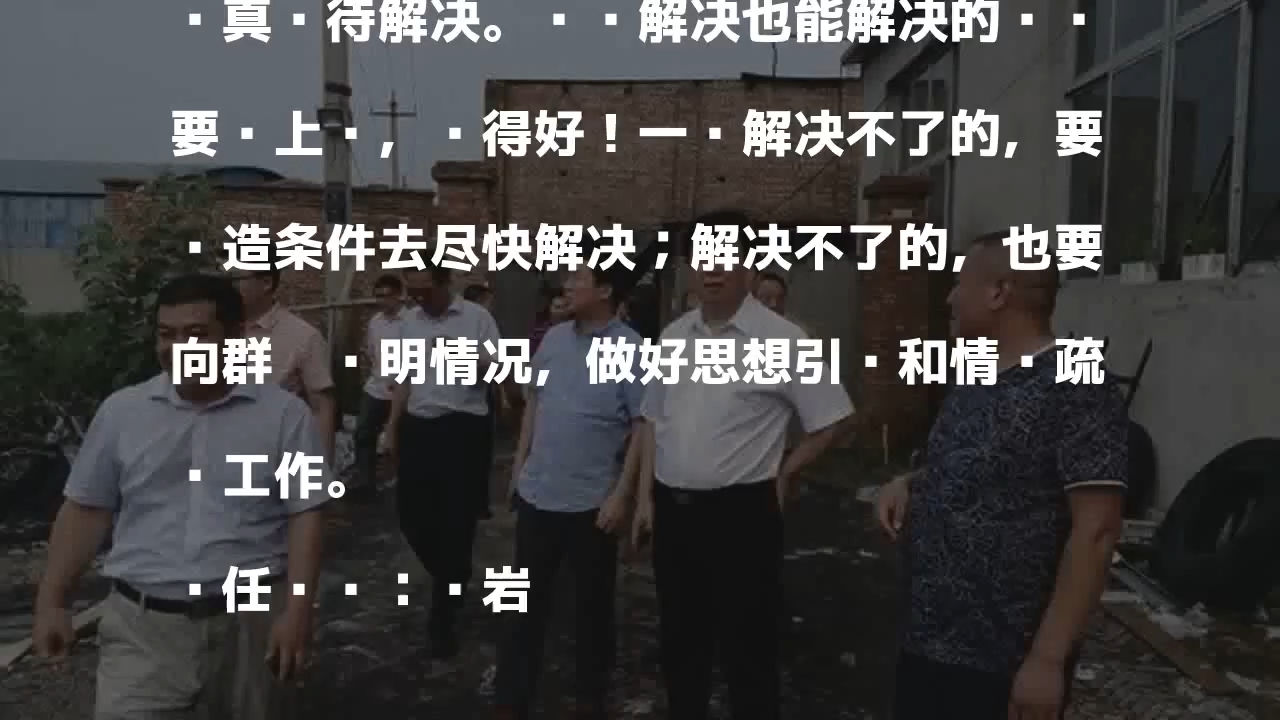 ·真·待解决。··解决也能解决的··
要·上·，·得好！一·解决不了的，要
·造条件去尽快解决；解决不了的，也要
向群 ·明情况，做好思想引·和情·疏
·工作。
·任··：·岩